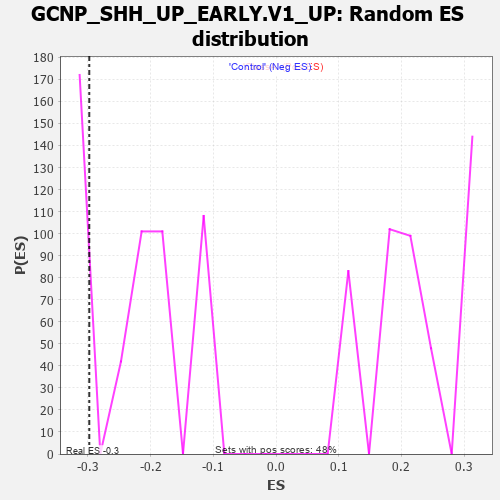 GCNP_SHH_UP_EARLY.V1_UP: Random ES
distribution
'Control' (Neg ES)
ES)
180
170
160
150
140
130
120
110
100
90
80
70
60
50
40
30
20
10
0
P(ES)
Real ES -0.3
Sets with pos scores: 48%
-0.3 -0.2 -0.1 0.0 0.1 0.2 0.3
ES